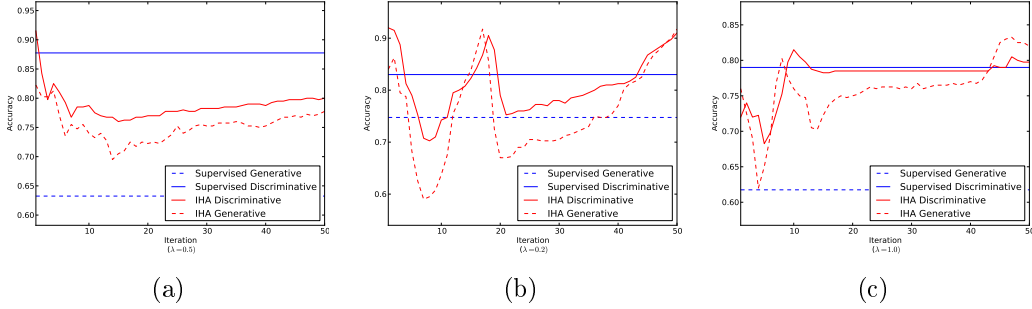 0.95
0.90
0.85
0.80
0.75
0.70
0.65
0.60
Accuracy
10
20
30
40
50
Iteration
(λ=0.5)
Supervised Generative
Supervised Discriminative
IHA Discriminative
IHA Generative
(a)
0.9
0.8
0.7
0.6
Accuracy
10
20
30
40
50
Iteration
(λ=0.2)
Supervised Generative
Supervised Discriminative
IHA Discriminative
IHA Generative
(b)
0.85
0.80
0.75
0.70
0.65
0.60
Accuracy
10
20
30
40
50
Iteration
(λ=1.0)
Supervised Generative
Supervised Discriminative
IHA Discriminative
IHA Generative
(c)